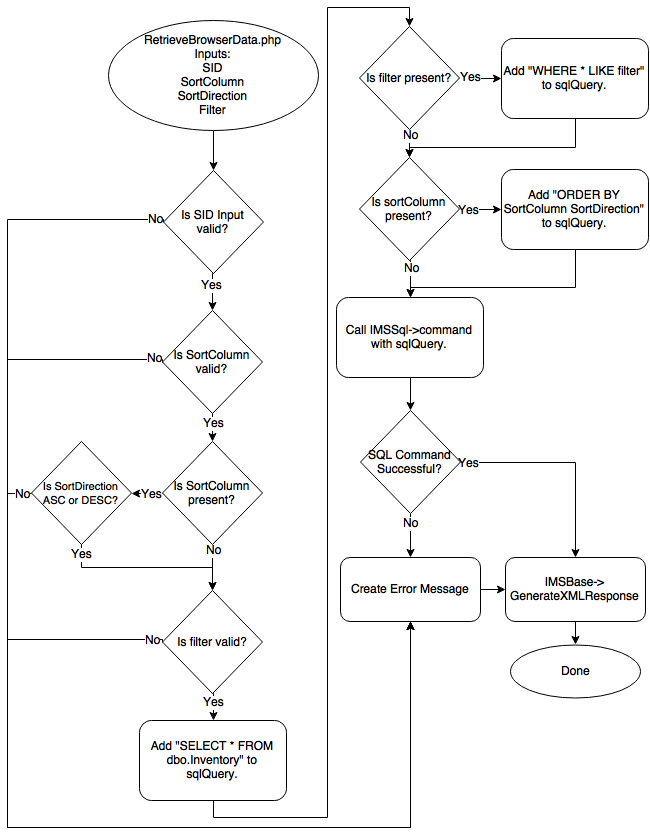 RetrieveBrowserData.php
Inputs:
SID
SortColumn
SortDirection
Filter
Is SID Input
valid?
No
Yes
Is SortColumn
valid?
No
Yes
Is SortColumn
present?
Yes
No
Is SortDirection
ASC or DESC?
No
Yes
Is filter valid?
No
Yes
Add "SELECT * FROM
dbo.Inventory" to
sqlQuery.
Is filter present?
Yes
No
Add "WHERE * LIKE filter"
to sqlQuery.
Is sortColumn
present?
Yes
No
Add "ORDER BY
SortColumn SortDirection"
to sqlQuery.
Call IMSSql->command
with sqlQuery.
SQL Command
Successful?
Yes
No
Create Error Message
IMSBase->
GenerateXMLResponse
Done